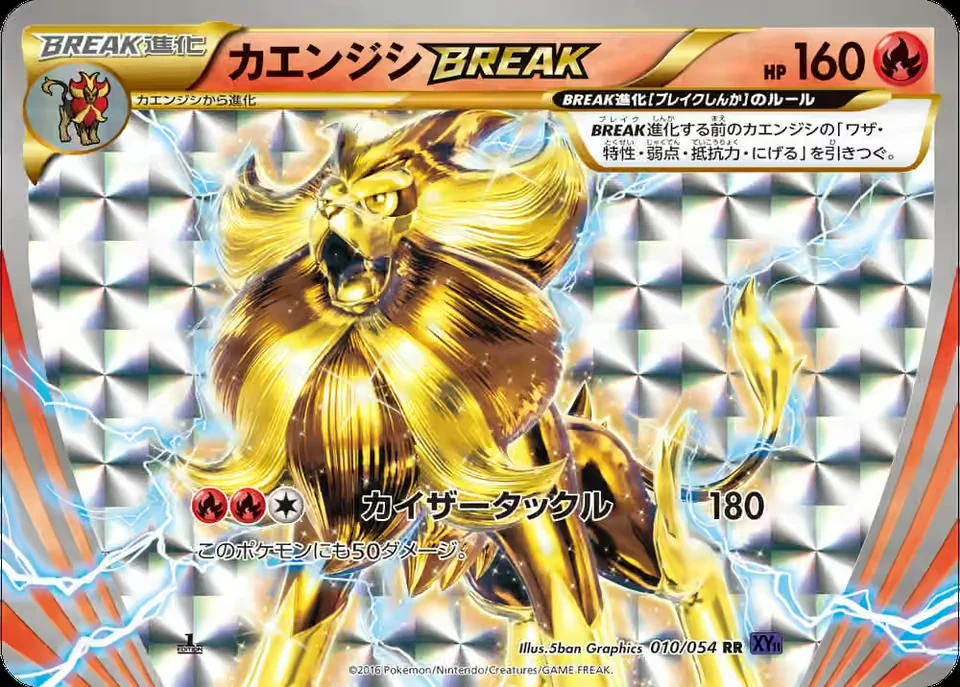 BREAK進化
カエンジシBREAK
HP 160
カエンジシから進化
BREAK進化[ブレイクしんか]のルール
BREAK進化する前のカエンジシの「ワザ・
特性・弱点・抵抗力・にげる」を引きつぐ。
カイザータックル 180
このポケモンにも50ダメージ。
1 EDITION
Illus.5ban Graphics 010/054 RR XY11
©2016 Pokémon/Nintendo/Creatures/GAME FREAK.